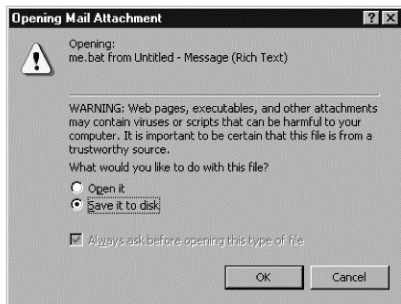 Opening Mail Attachment
Opening:
me.bat from Untitled - Message (Rich Text)
WARNING: Web pages, executables, and other attachments
may contain viruses or scripts that can be harmful to your
computer. It is important to be certain that this file is from a
trustworthy source.
What would you like to do with this file?
Open it
Save it to disk
Always ask before opening this type of file
OK Cancel